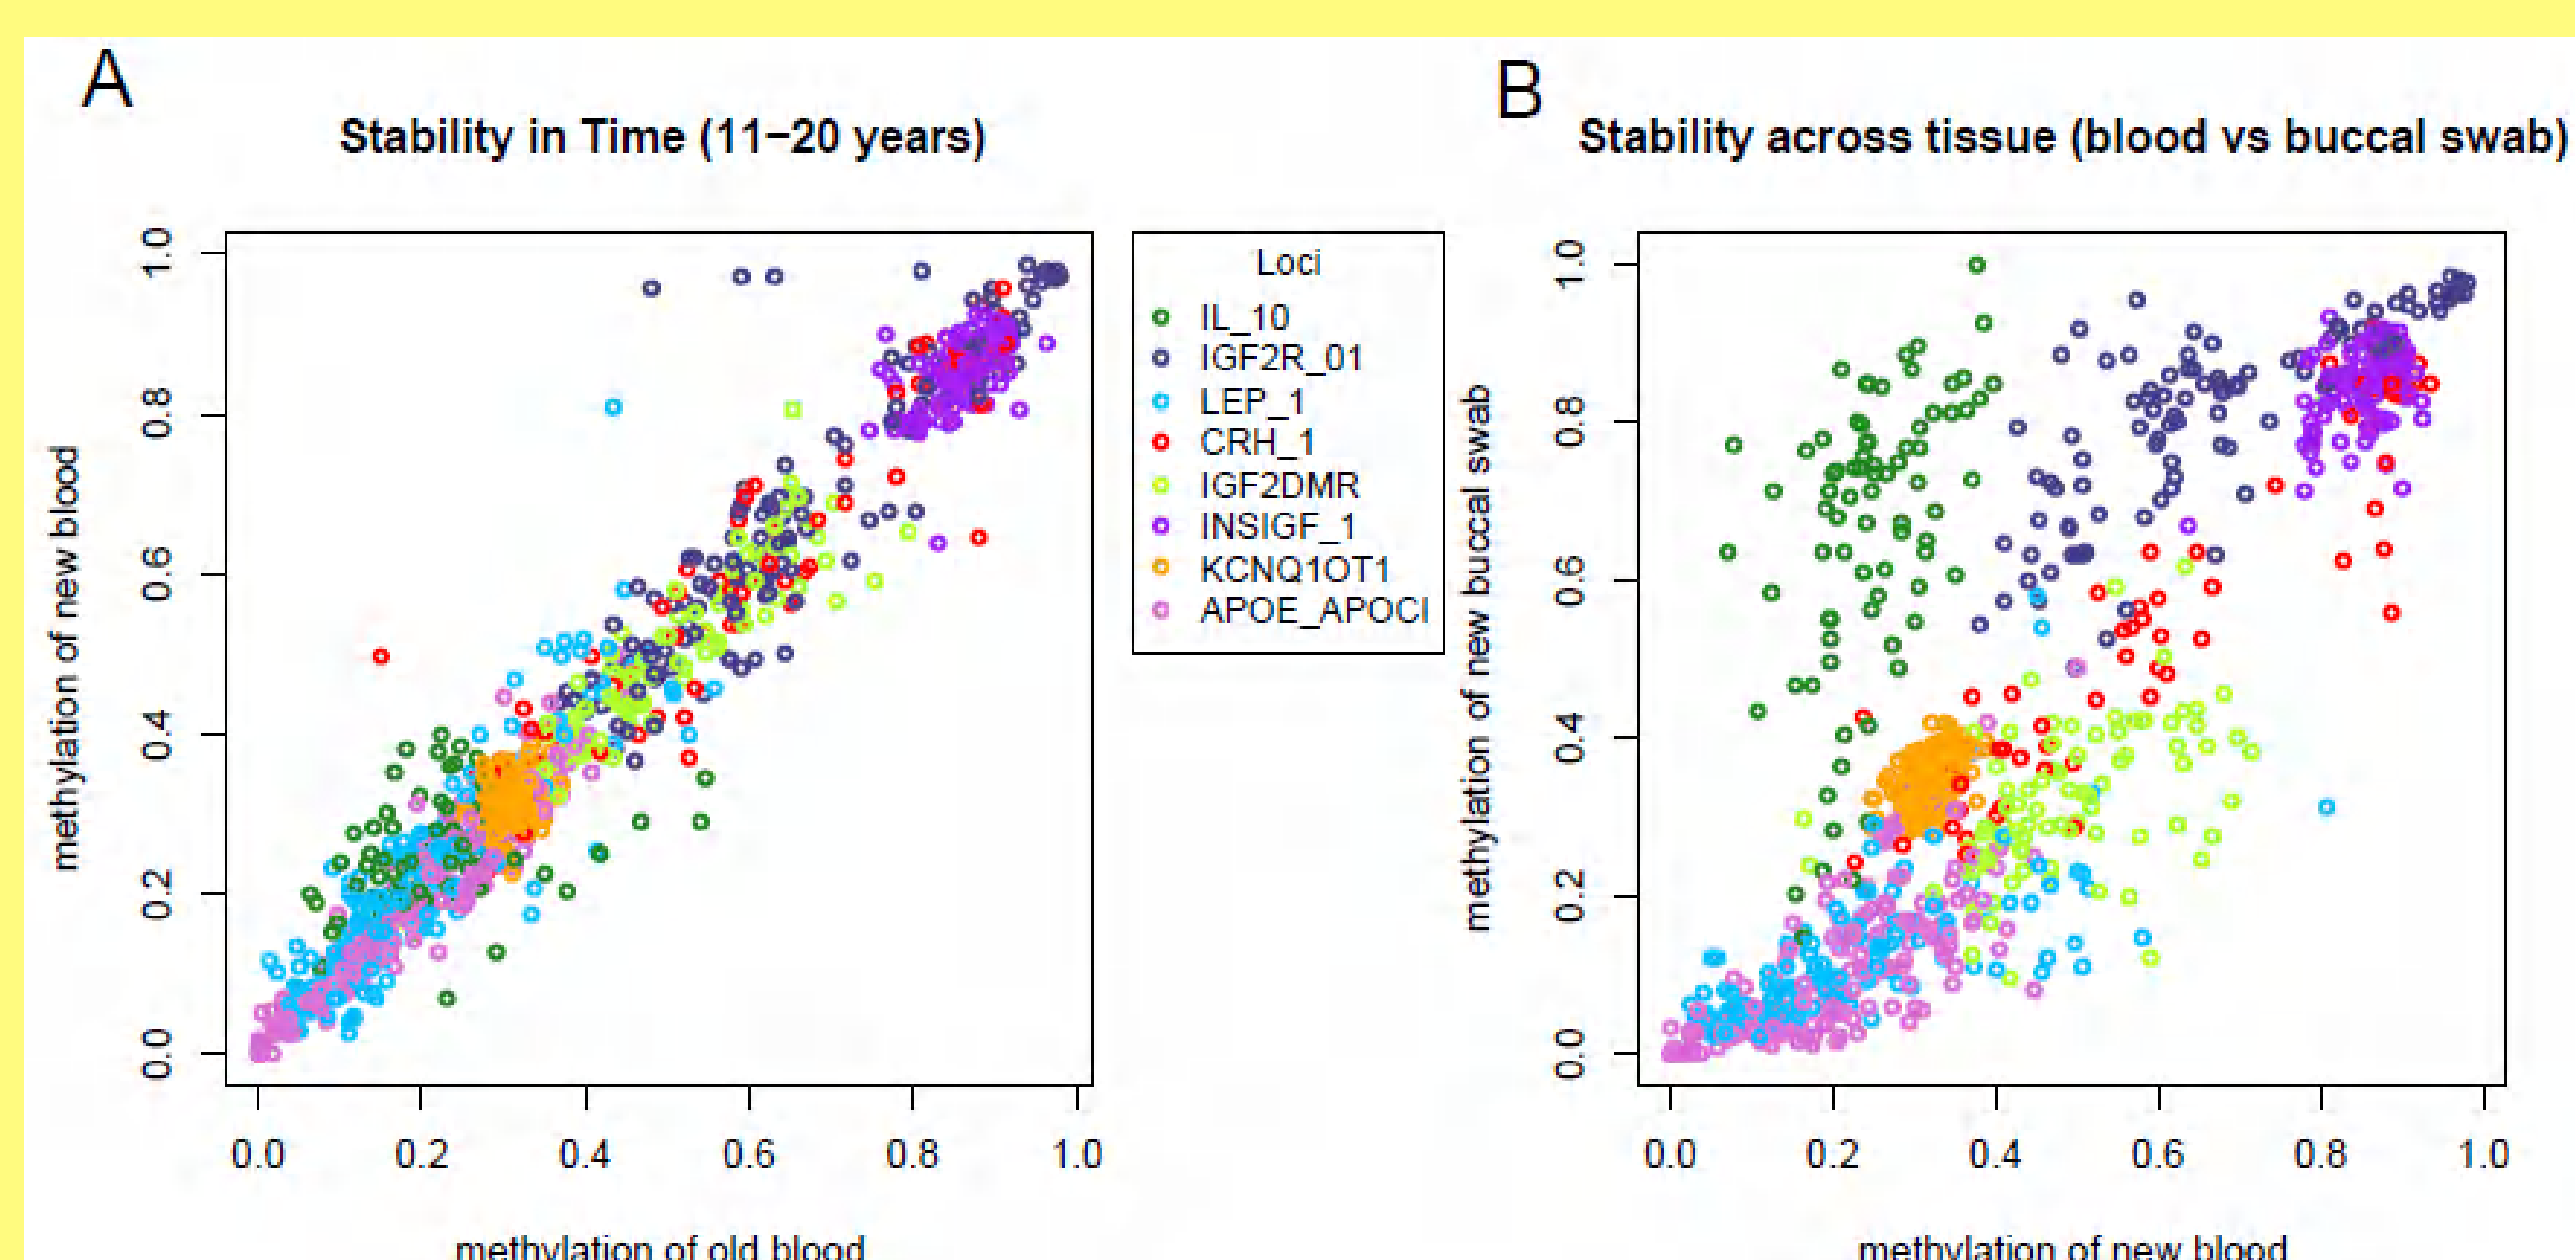 A
Stability in Time (11−20 years)
methylation of new blood
1.0
0.8
0.6
0.4
0.2
0.0
0.0 0.2 0.4 0.6 0.8 1.0
methylation of old blood
Loci
IL_10
IGF2R_01
LEP_1
CRH_1
IGF2DMR
INSIGF_1
KCNQ1OT1
APOE_APOCI
B
Stability across tissue (blood vs buccal swab)
methylation of new buccal swab
1.0
0.8
0.6
0.4
0.2
0.0
0.0 0.2 0.4 0.6 0.8 1.0
methylation of new blood